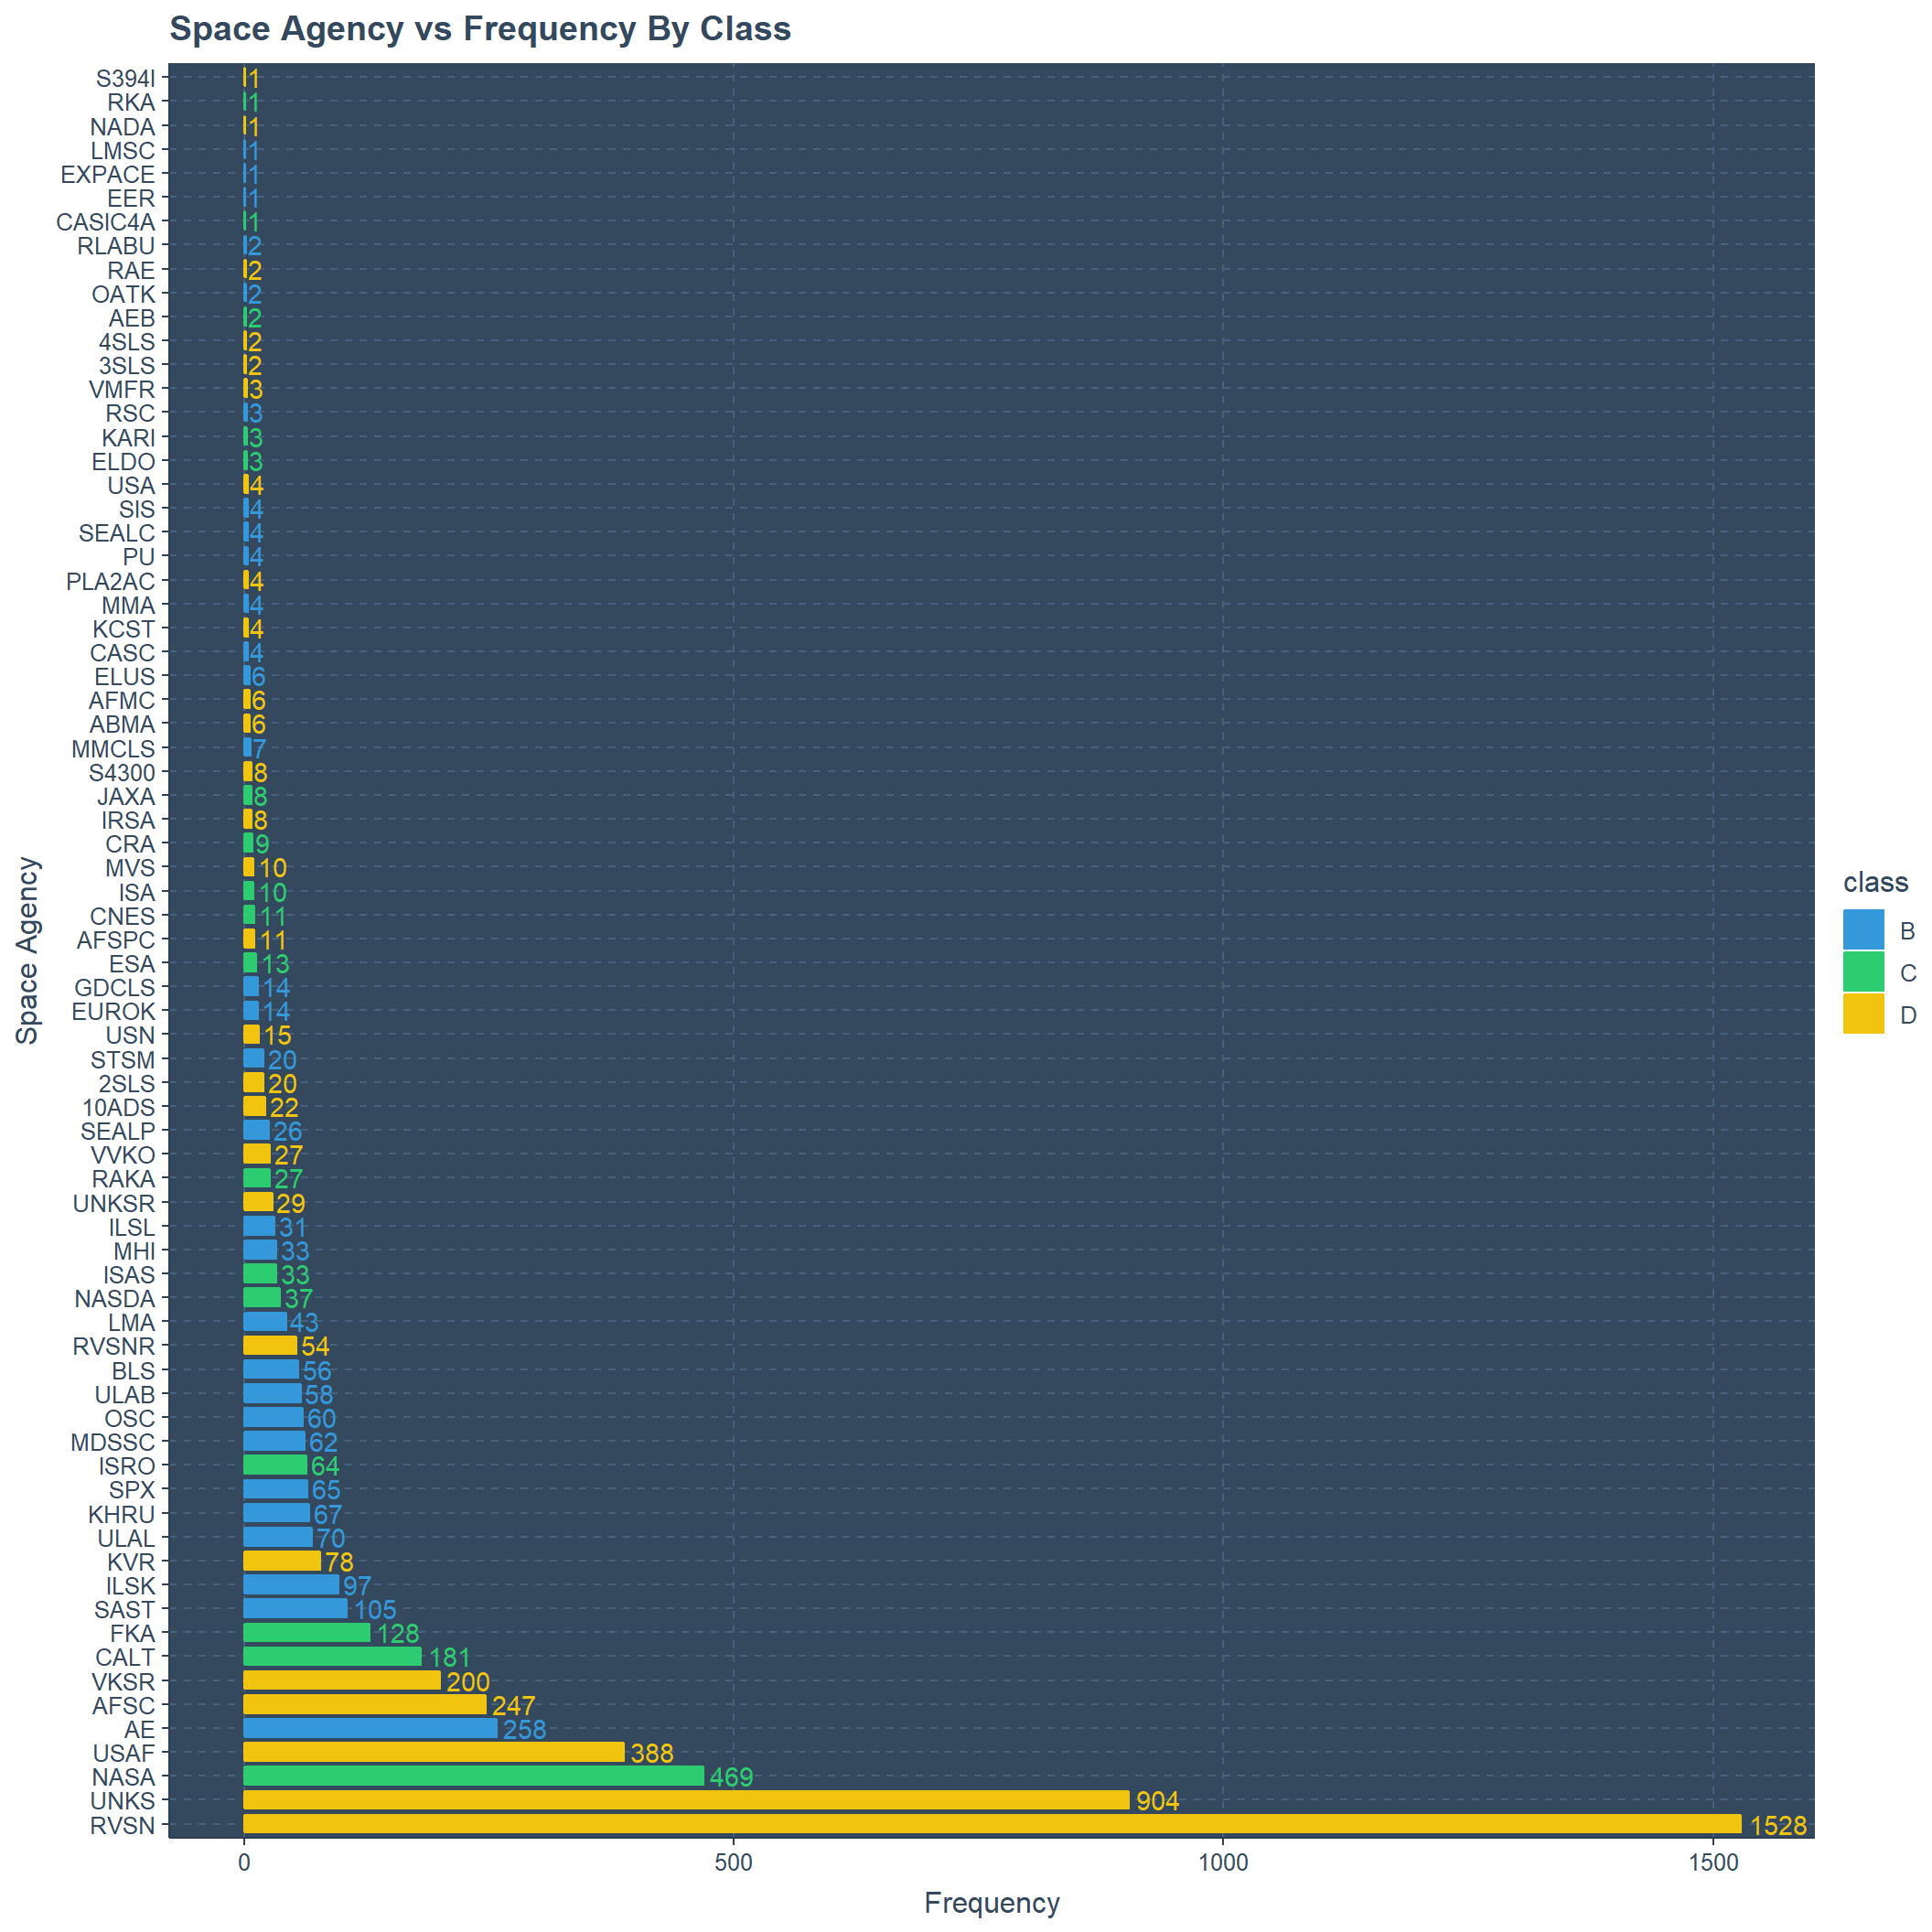 Space Agency vs Frequency By Class
S394I 1
RKA 1
NADA 1
LMSC 1
EXPACE 1
EER 1
CASIC4A 1
RLABU 2
RAE 2
OATK 2
AEB 2
4SLS 2
3SLS 2
VMFR 3
RSC 3
KARI 3
ELDO 3
USA 4
SIS 4
SEALC 4
PU 4
PLA2AC 4
MMA 4
KCST 4
CASC 4
ELUS 6
AFMC 6
ABMA 6
MMCLS 7
S4300 8
JAXA 8
IRSA 8
CRA 9
MVS 10
ISA 10
CNES 11
AFSPC 11
ESA 13
GDCLS 14
EUROK 14
USN 15
STSM 20
2SLS 20
10ADS 22
SEALP 26
VVKO 27
RAKA 27
UNKSR 29
ILSL 31
MHI 33
ISAS 33
NASDA 37
LMA 43
RVSNR 54
BLS 56
ULAB 58
OSC 60
MDSSC 62
ISRO 64
SPX 65
KHRU 67
ULAL 70
KVR 78
ILSK 97
SAST 105
FKA 128
CALT 181
VKSR 200
AFSC 247
AE 258
USAF 388
NASA 469
UNKS 904
RVSN 1528
0 500 1000 1500
Frequency
Space Agency
class
B
C
D